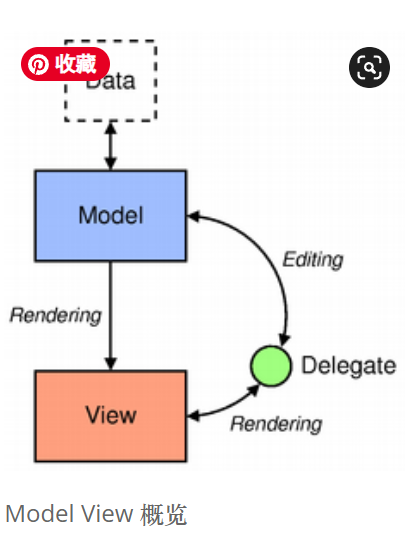 收藏
Data
Model
Editing
Rendering
Delegate
View
Rendering
Model View 概览